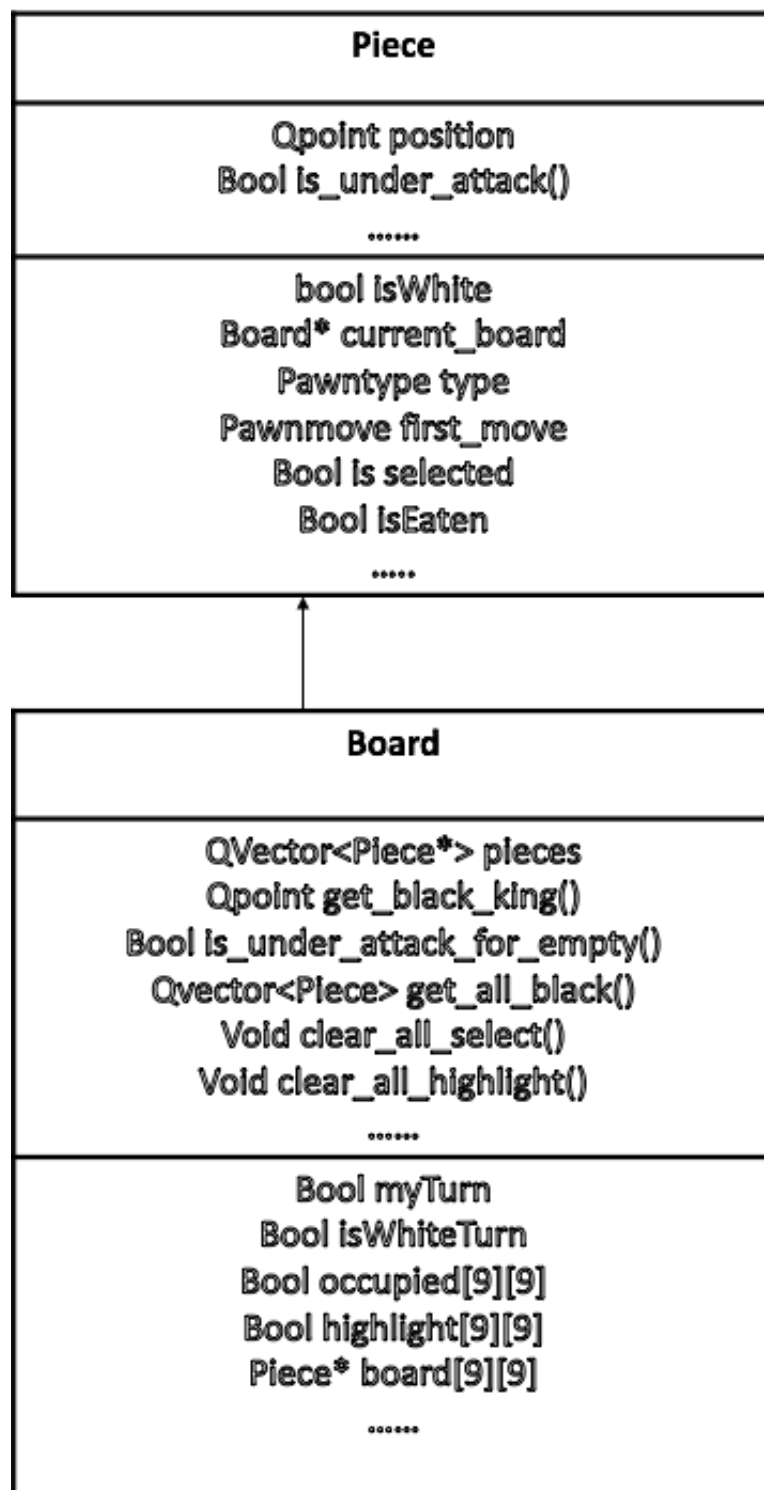 Piece
Qpoint position
Bool is_under_attack()
......
bool isWhite
Board* current_board
Pawntype type
Pawnmove first_move
Bool is selected
Bool isEaten
.....
Board
QVector<Piece*> pieces
Qpoint get_black_king()
Bool is_under_attack_for_empty()
Qvector<Piece> get_all_black()
Void clear_all_select()
Void clear_all_highlight()
......
Bool myTurn
Bool isWhiteTurn
Bool occupied[9][9]
Bool highlight[9][9]
Piece* board[9][9]
......